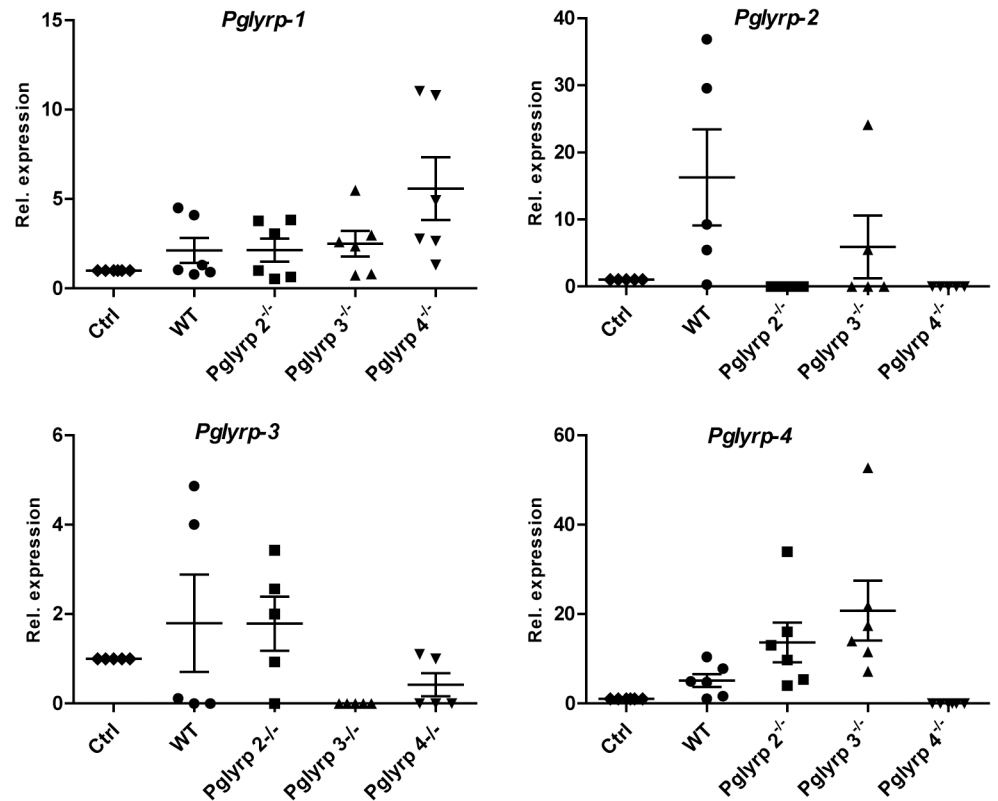 Pglyrp-1
Rel. expression
15
10
5
0
Ctrl
WT
Pglyrp 2-/-
Pglyrp 3-/-
Pglyrp 4-/-
Pglyrp-2
Rel. expression
40
30
20
10
0
Ctrl
WT
Pglyrp 2-/-
Pglyrp 3-/-
Pglyrp 4-/-
Pglyrp-3
Rel. expression
6
4
2
0
Ctrl
WT
Pglyrp 2-/-
Pglyrp 3-/-
Pglyrp 4-/-
Pglyrp-4
Rel. expression
60
40
20
0
Ctrl
WT
Pglyrp 2-/-
Pglyrp 3-/-
Pglyrp 4-/-